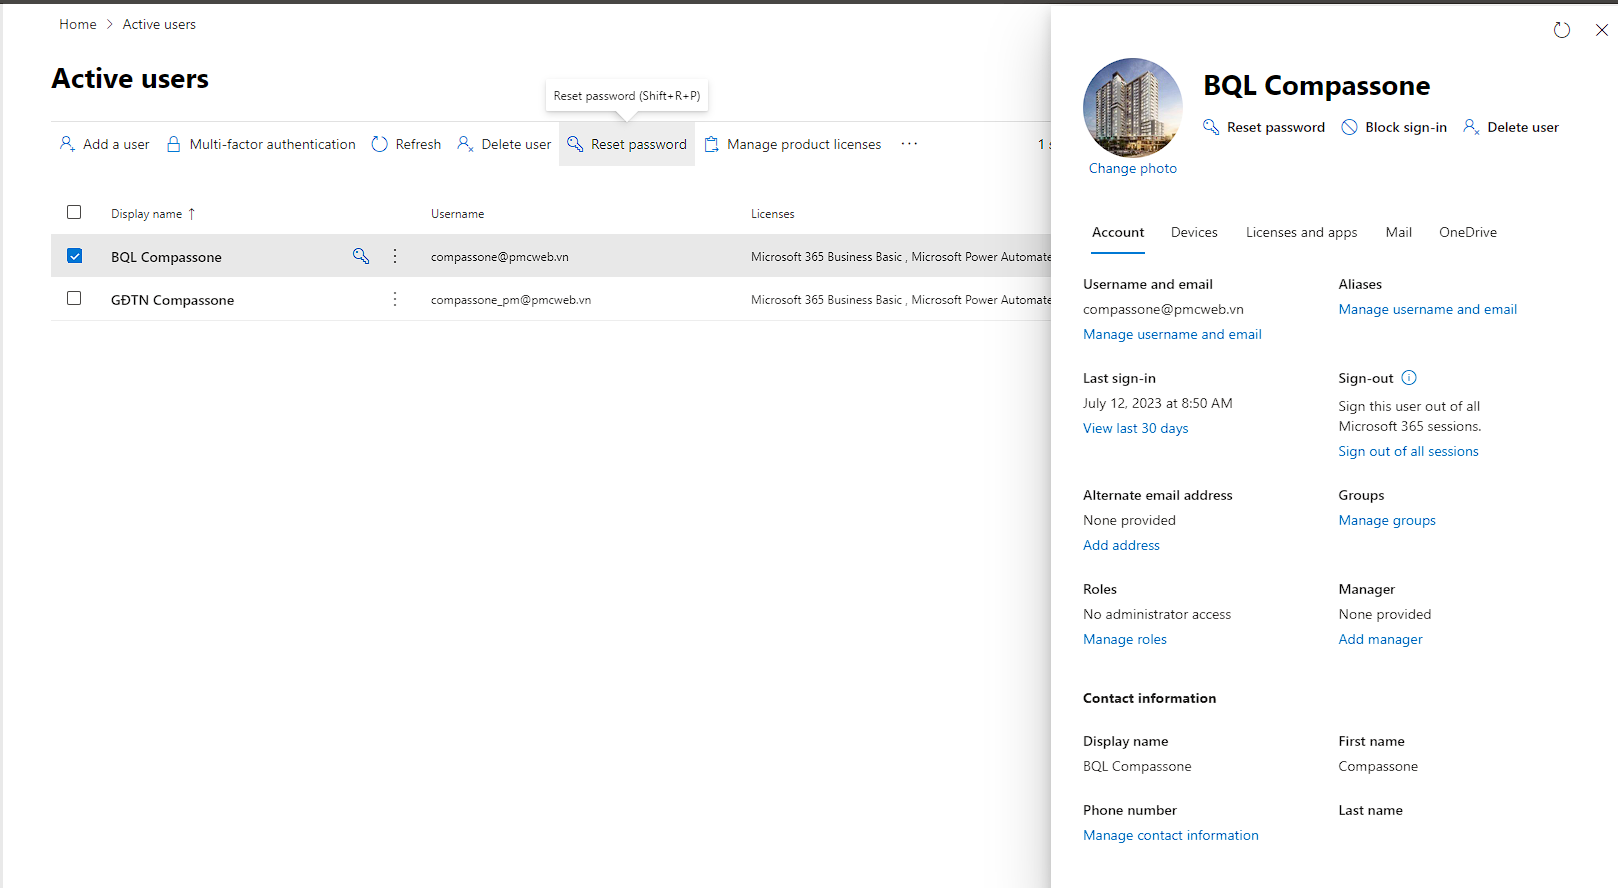 Home > Active users
Active users
Reset password (Shift+R+P)
Add a user Multi-factor authentication Refresh Delete user Reset password Manage product licenses ··· 1 s
Display name ↑ Username Licenses
BQL Compassone compassone@pmcweb.vn Microsoft 365 Business Basic , Microsoft Power Automate
GĐTN Compassone compassone_pm@pmcweb.vn Microsoft 365 Business Basic , Microsoft Power Automate
BQL Compassone
Reset password Block sign-in Delete user
Change photo
Account Devices Licenses and apps Mail OneDrive
Username and email
compassone@pmcweb.vn
Manage username and email
Aliases
Manage username and email
Last sign-in
July 12, 2023 at 8:50 AM
View last 30 days
Sign-out
Sign this user out of all
Microsoft 365 sessions.
Sign out of all sessions
Alternate email address
None provided
Add address
Groups
Manage groups
Roles
No administrator access
Manage roles
Manager
None provided
Add manager
Contact information
Display name
BQL Compassone
First name
Compassone
Phone number
Manage contact information
Last name